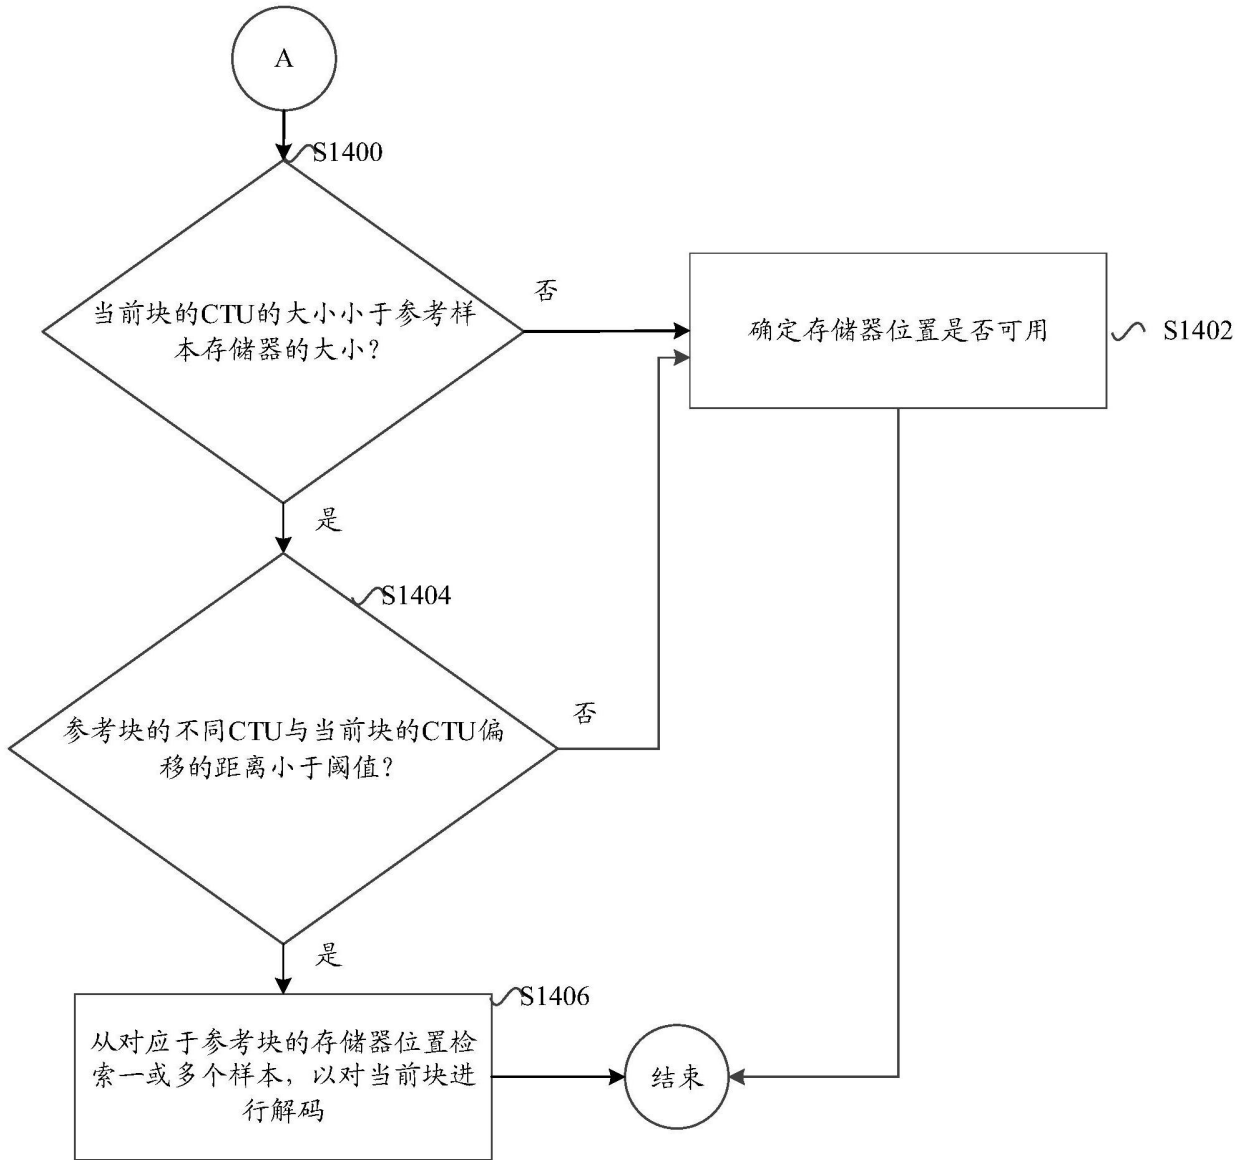 A
S1400
当前块的CTU的大小小于参考样
本存储器的大小？
否
确定存储器位置是否可用
S1402
是
S1404
参考块的不同CTU与当前块的CTU偏
移的距离小于阈值？
否
是
S1406
从对应于参考块的存储器位置检
索一或多个样本，以对当前块进
行解码
结束